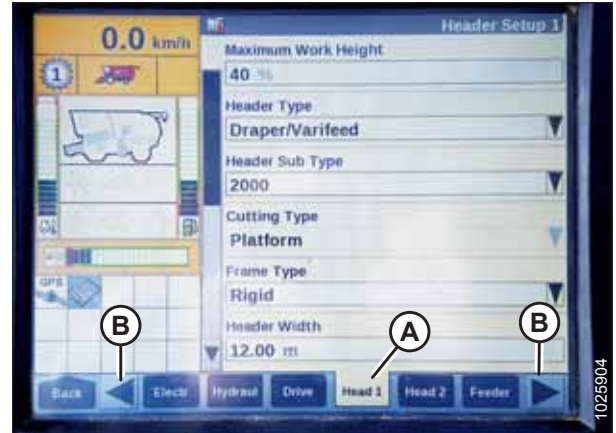 0.0 km/h
Header Setup 1
1
Maximum Work Height
40 %
Header Type
Draper/Varifeed
Header Sub Type
2000
Cutting Type
Platform
Frame Type
Rigid
Header Width
12.00 m
GPS
B
A
B
Back
Electr
Hydraul
Drive
Head 1
Head 2
Feeder
1025904